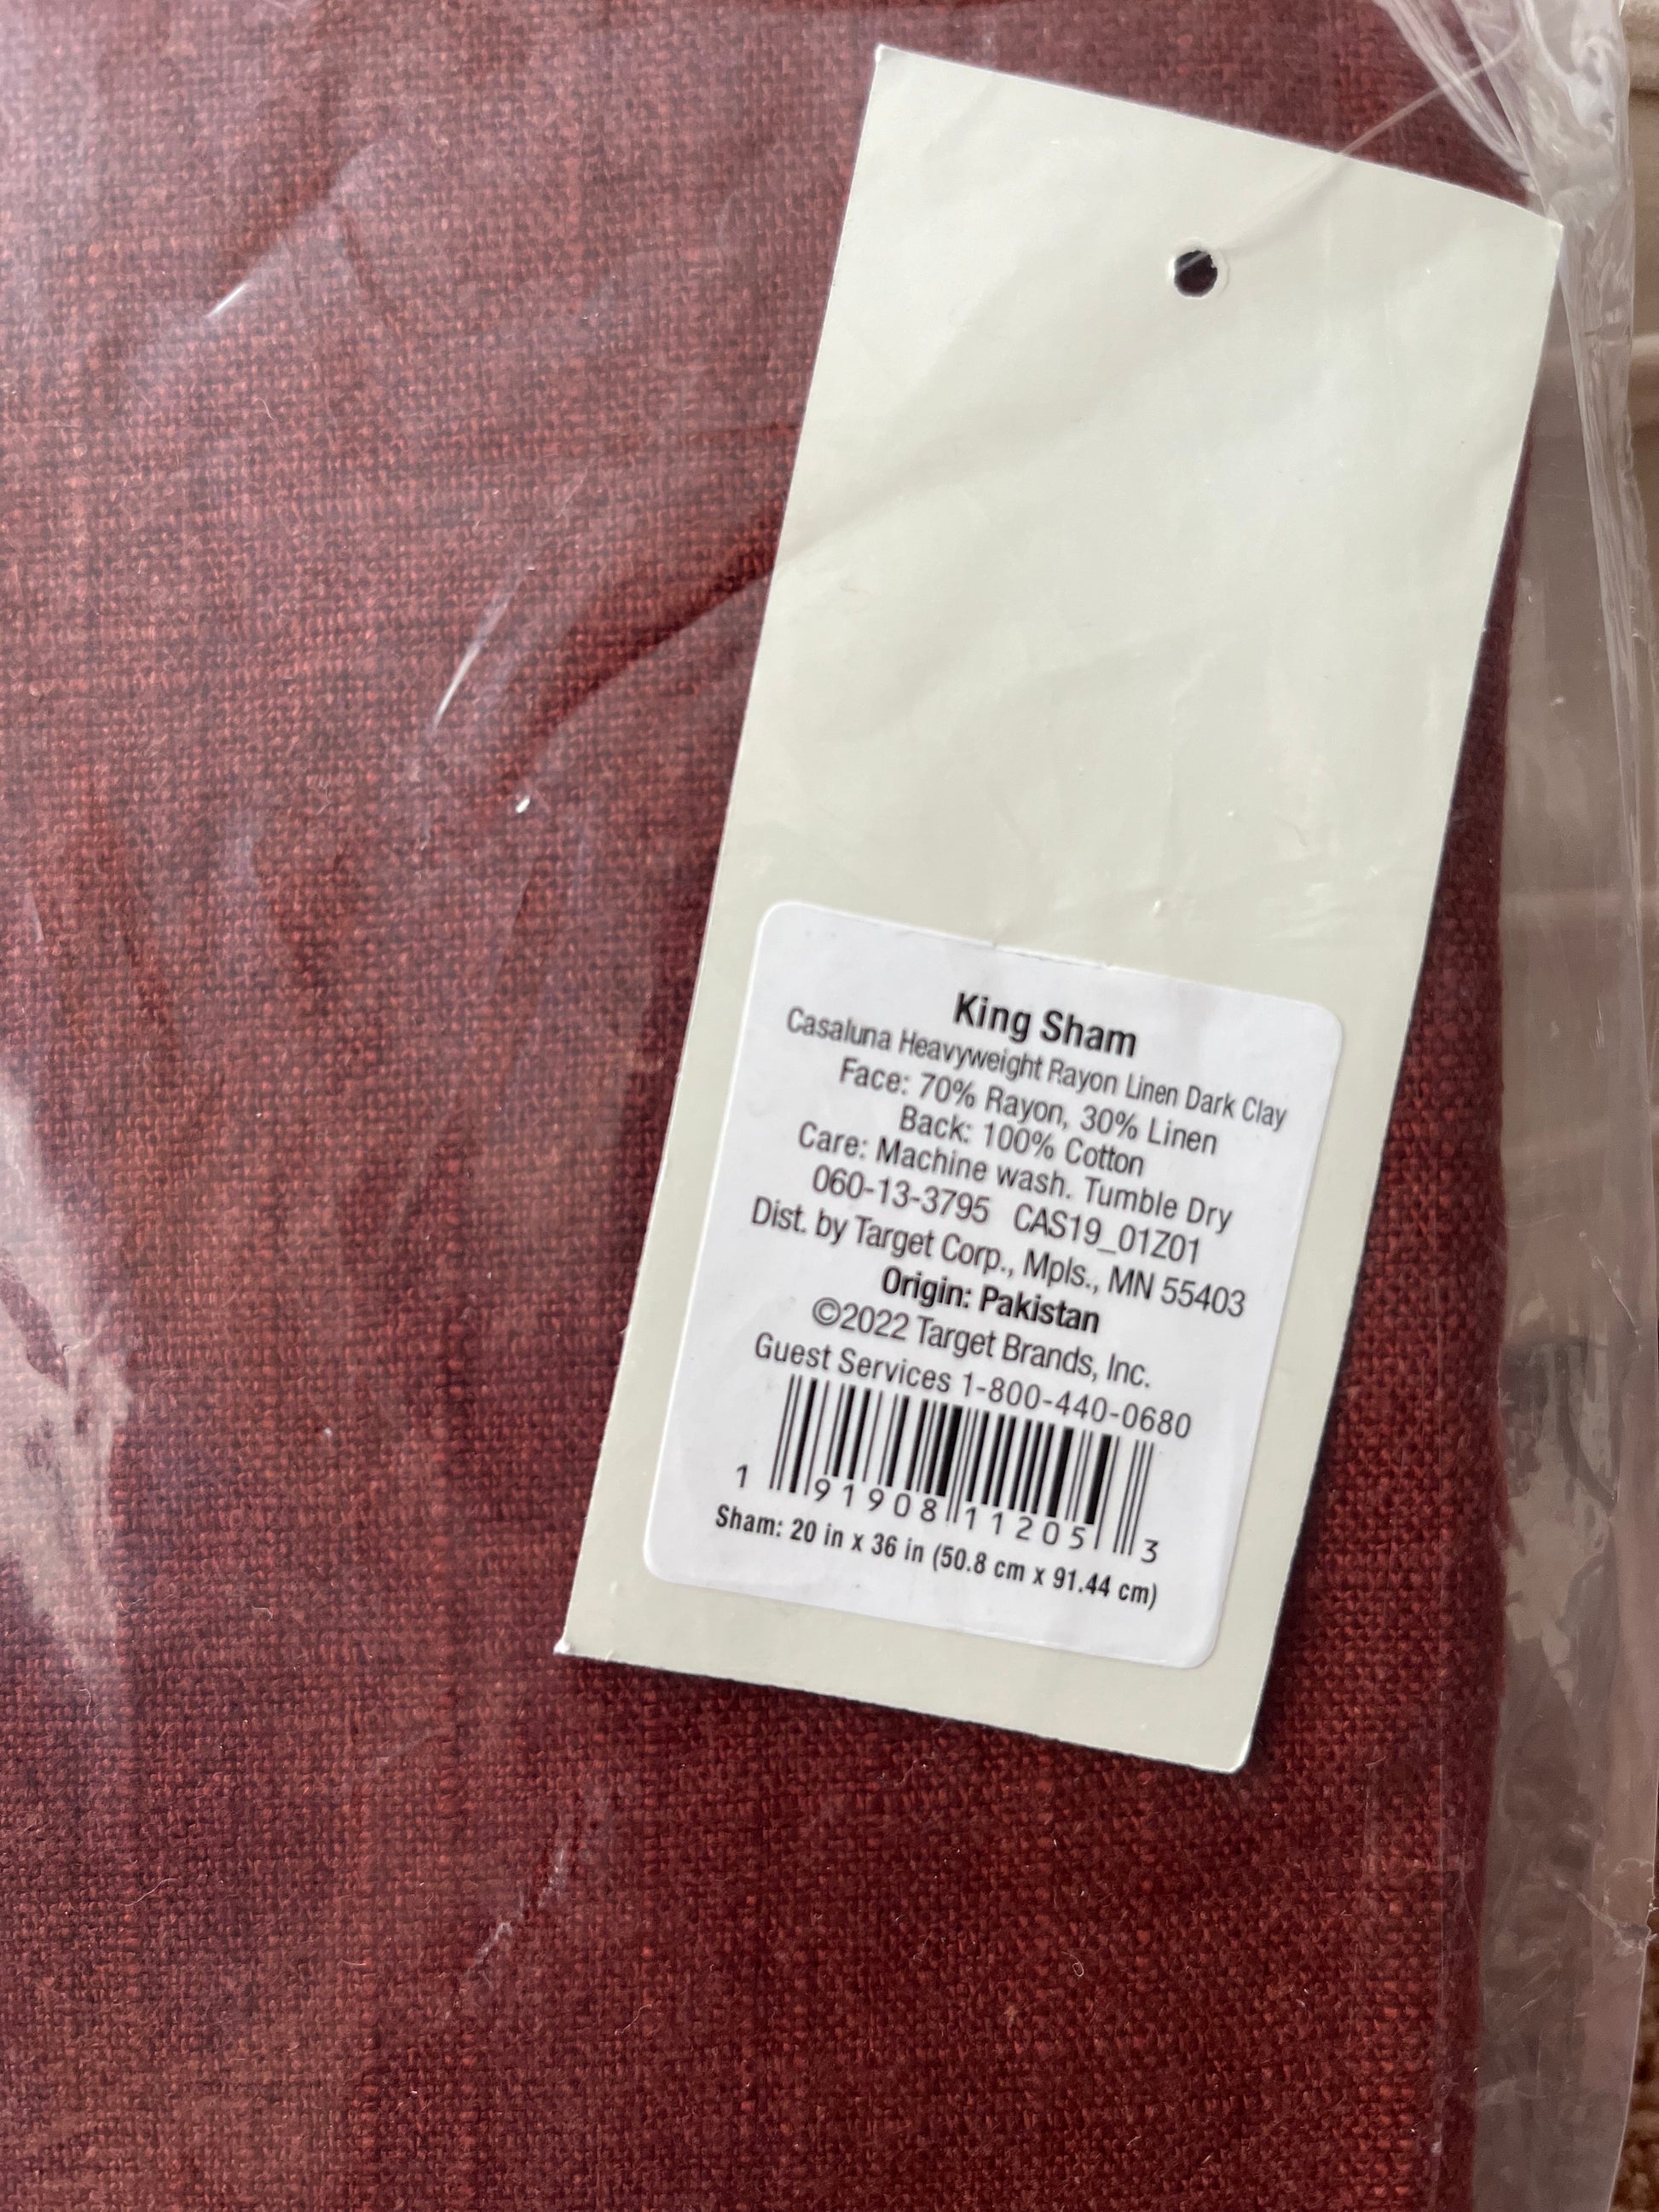 King Sham
Casaluna Heavyweight Rayon Linen Dark Clay
Face: 70% Rayon, 30% Linen
Back: 100% Cotton
Care: Machine wash. Tumble Dry
060-13-3795 CAS19_01Z01
Dist. by Target Corp., Mpls., MN 55403
Origin: Pakistan
©2022 Target Brands, Inc.
Guest Services 1-800-440-0680
1 91908 11205 3
Sham: 20 in x 36 in (50.8 cm x 91.44 cm)